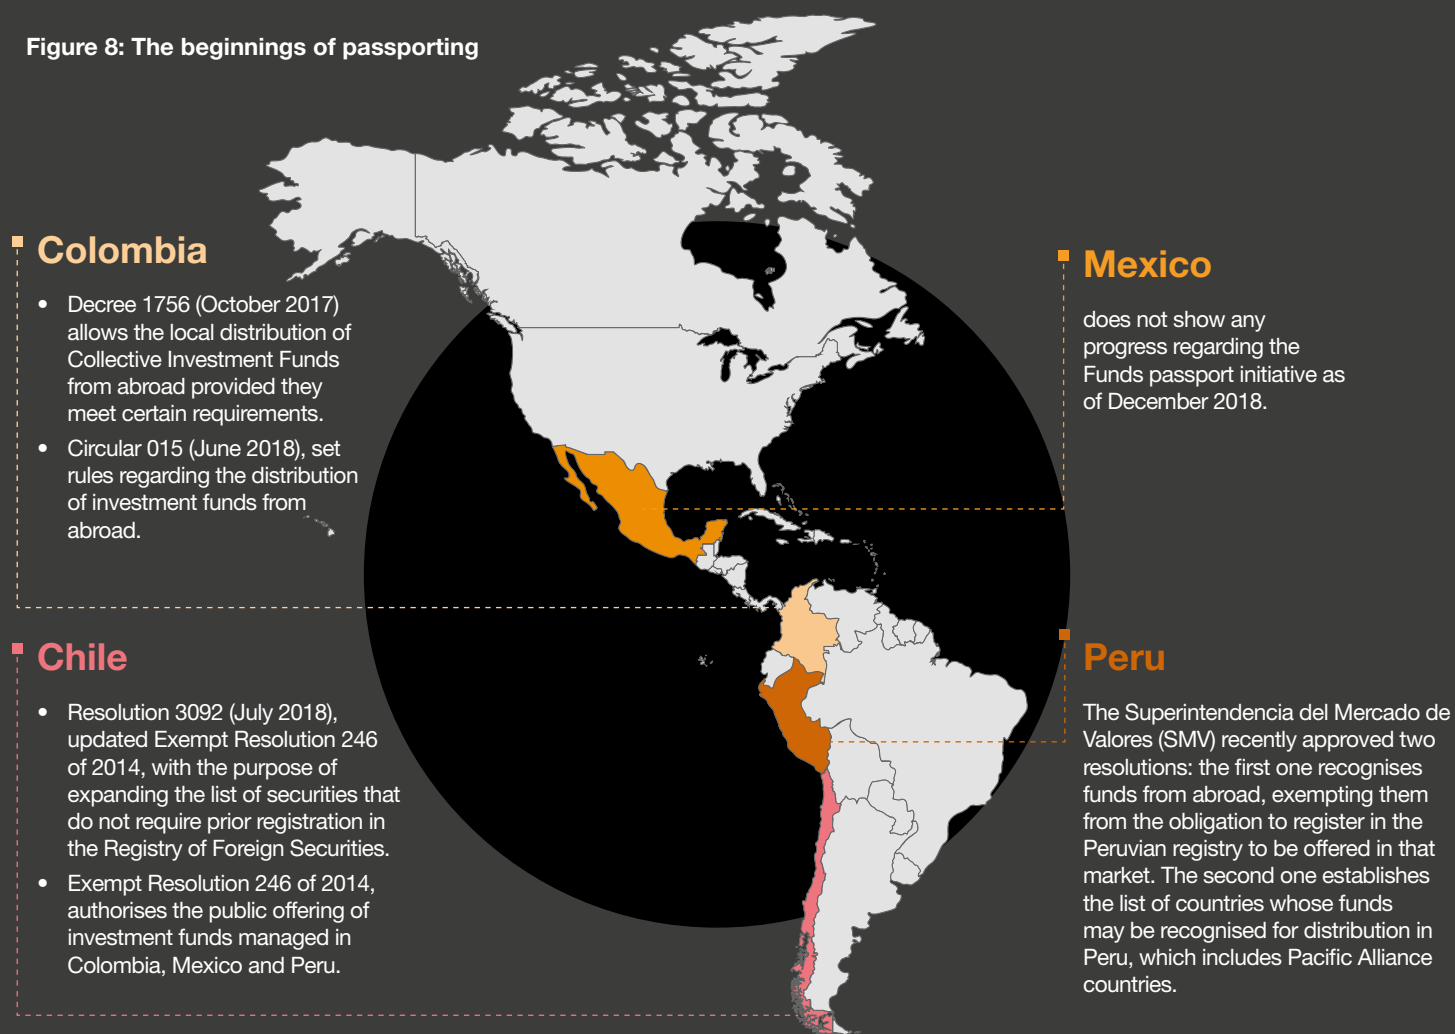 Figure 8: The beginnings of passporting
Colombia
• Decree 1756 (October 2017)
allows the local distribution of
Collective Investment Funds
from abroad provided they
meet certain requirements.
• Circular 015 (June 2018), set
rules regarding the distribution
of investment funds from
abroad.
Chile
• Resolution 3092 (July 2018),
updated Exempt Resolution 246
of 2014, with the purpose of
expanding the list of securities that
do not require prior registration in
the Registry of Foreign Securities.
• Exempt Resolution 246 of 2014,
authorises the public offering of
investment funds managed in
Colombia, Mexico and Peru.
Mexico
does not show any
progress regarding the
Funds passport initiative as
of December 2018.
Peru
The Superintendencia del Mercado de
Valores (SMV) recently approved two
resolutions: the first one recognises
funds from abroad, exempting them
from the obligation to register in the
Peruvian registry to be offered in that
market. The second one establishes
the list of countries whose funds
may be recognised for distribution in
Peru, which includes Pacific Alliance
countries.